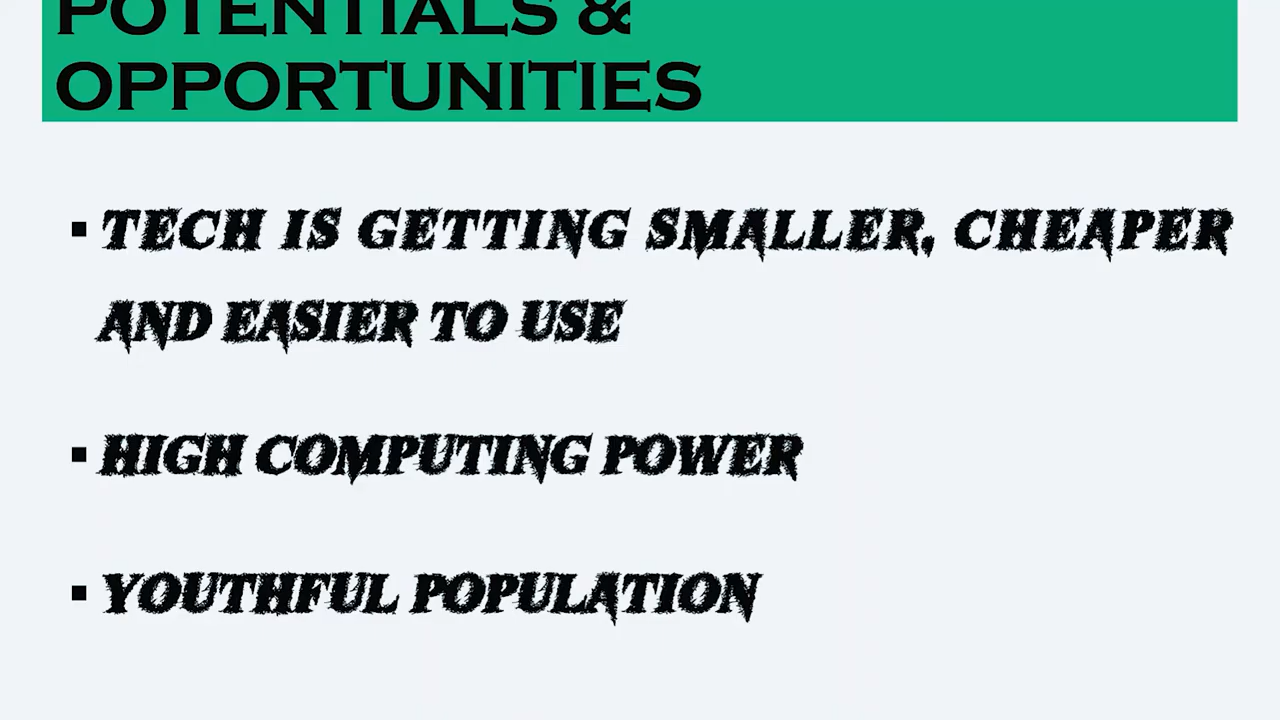 POTENTIALS &
OPPORTUNITIES
▪ TECH IS GETTING SMALLER, CHEAPER
AND EASIER TO USE
▪ HIGH COMPUTING POWER
▪ YOUTHFUL POPULATION